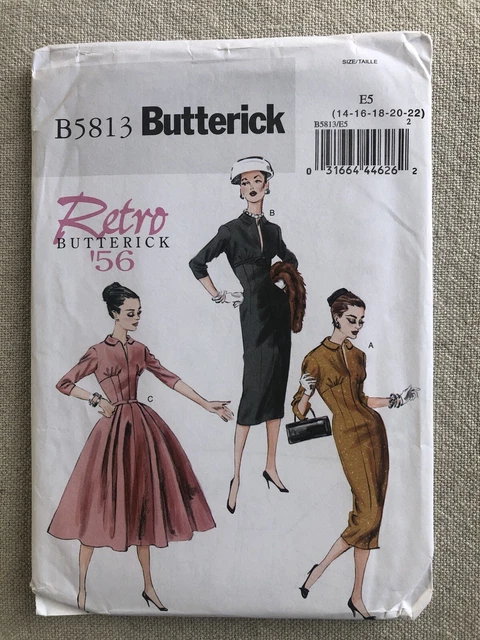 SIZE/TAILLE
E5
(14-16-18-20-22)
B5813/E5
2
0 31664 44626 2
B5813 Butterick
Retro
BUTTERICK
'56
B
A
C